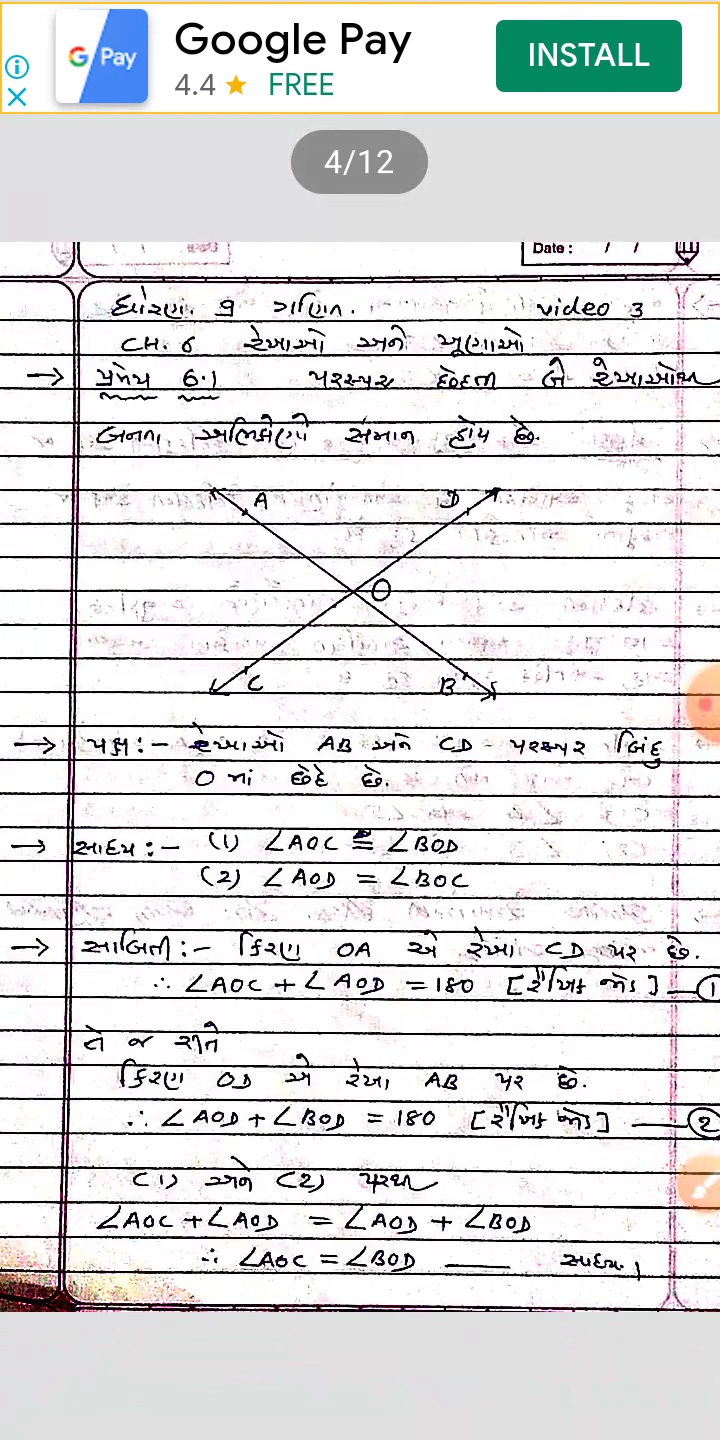 Google Pay
G Pay
4.4 ★ FREE
INSTALL
4/12
Date : / /
ધોરણ. 9 ગણિત. video 3
CH. 6 રેખાઓ અને ખૂણાઓ
→ પ્રમેય 6.1 પરસ્પર છેદતી બે રેખાઓથી
બનતા અભિકોણો સમાન હોય છે.
A D
O
C B
→ પક્ષ :- રેખાઓ AB અને CD પરસ્પર બિંદુ
O માં છેદે છે.
→ સાધ્ય :- (1) ∠AOC = ∠BOD
(2) ∠AOD = ∠BOC
→ સાબિતી :- કિરણ OA એ રેખા CD પર છે.
∴ ∠AOC + ∠AOD = 180 [રૈખિક જોડ] — ①
તે જ રીતે
કિરણ OD એ રેખા AB પર છે.
∴ ∠AOD + ∠BOD = 180 [રૈખિક જોડ] — ②
(1) અને (2) પરથી
∠AOC + ∠AOD = ∠AOD + ∠BOD
∴ ∠AOC = ∠BOD — સાધ્ય. 1